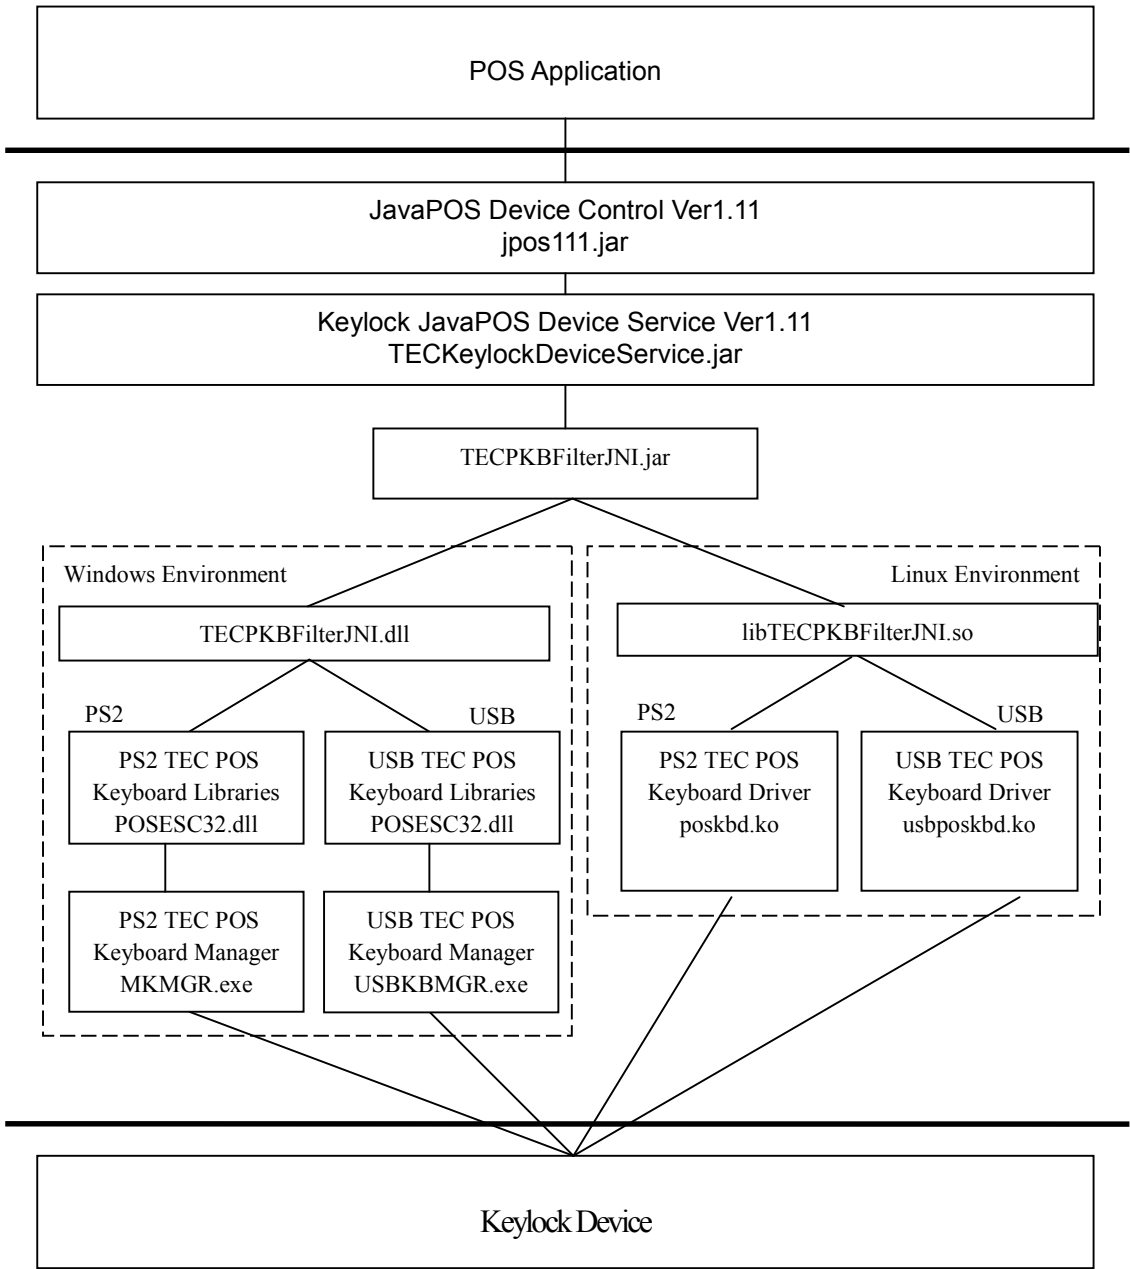 POS Application
JavaPOS Device Control Ver1.11
jpos111.jar
Keylock JavaPOS Device Service Ver1.11
TECKeylockDeviceService.jar
TECPKBFilterJNI.jar
Windows Environment
TECPKBFilterJNI.dll
PS2
USB
PS2 TEC POS
Keyboard Libraries
POSESC32.dll
USB TEC POS
Keyboard Libraries
POSESC32.dll
PS2 TEC POS
Keyboard Manager
MKMGR.exe
USB TEC POS
Keyboard Manager
USBKBMGR.exe
Linux Environment
libTECPKBFilterJNI.so
PS2
USB
PS2 TEC POS
Keyboard Driver
poskbd.ko
USB TEC POS
Keyboard Driver
usbposkbd.ko
Keylock Device